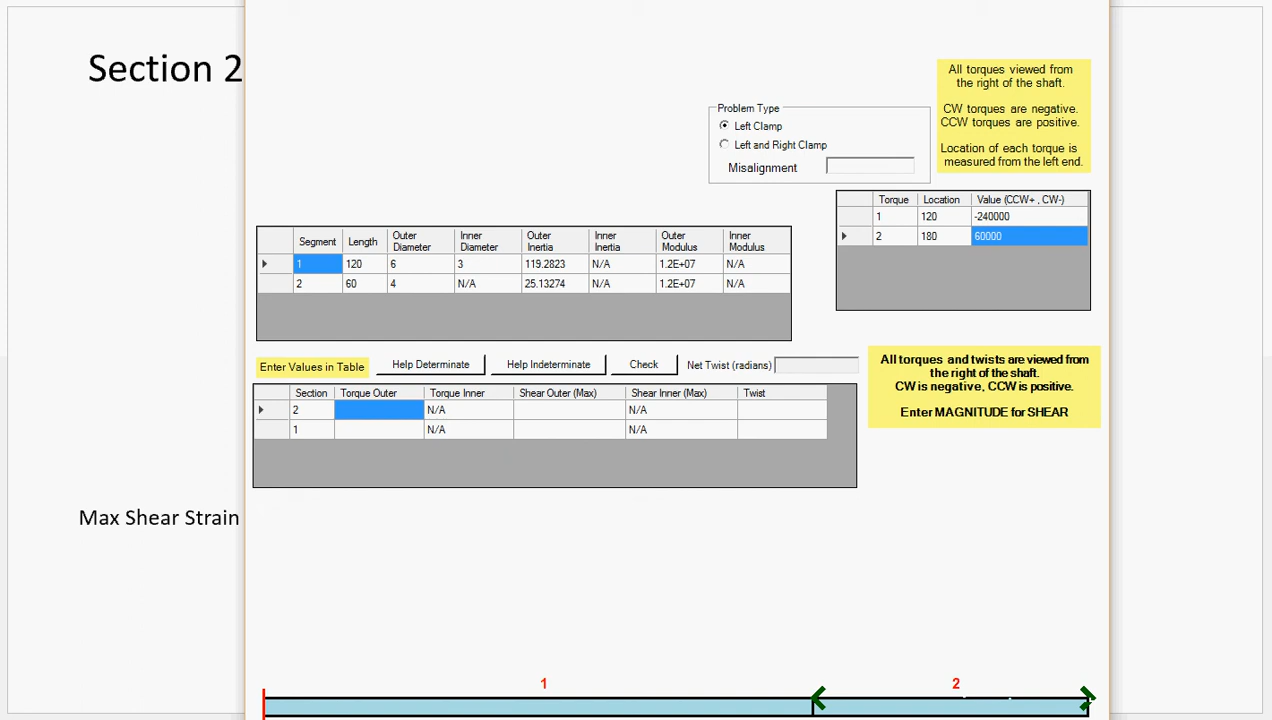 Section 2
All torques viewed from
the right of the shaft.
CW torques are negative.
CCW torques are positive.
Location of each torque is
measured from the left end.
Problem Type
Left Clamp
Left and Right Clamp
Misalignment
Torque Location Value (CCW+ , CW-)
1 120 -240000
2 180 60000
Segment Length Outer Diameter Inner Diameter Outer Inertia Inner Inertia Outer Modulus Inner Modulus
1 120 6 3 119.2823 N/A 1.2E+07 N/A
2 60 4 N/A 25.13274 N/A 1.2E+07 N/A
Enter Values in Table Help Determinate Help Indeterminate Check Net Twist (radians)
Section Torque Outer Torque Inner Shear Outer (Max) Shear Inner (Max) Twist
2 N/A N/A
1 N/A N/A
All torques and twists are viewed from
the right of the shaft.
CW is negative, CCW is positive.
Enter MAGNITUDE for SHEAR
Max Shear Strain
1 2